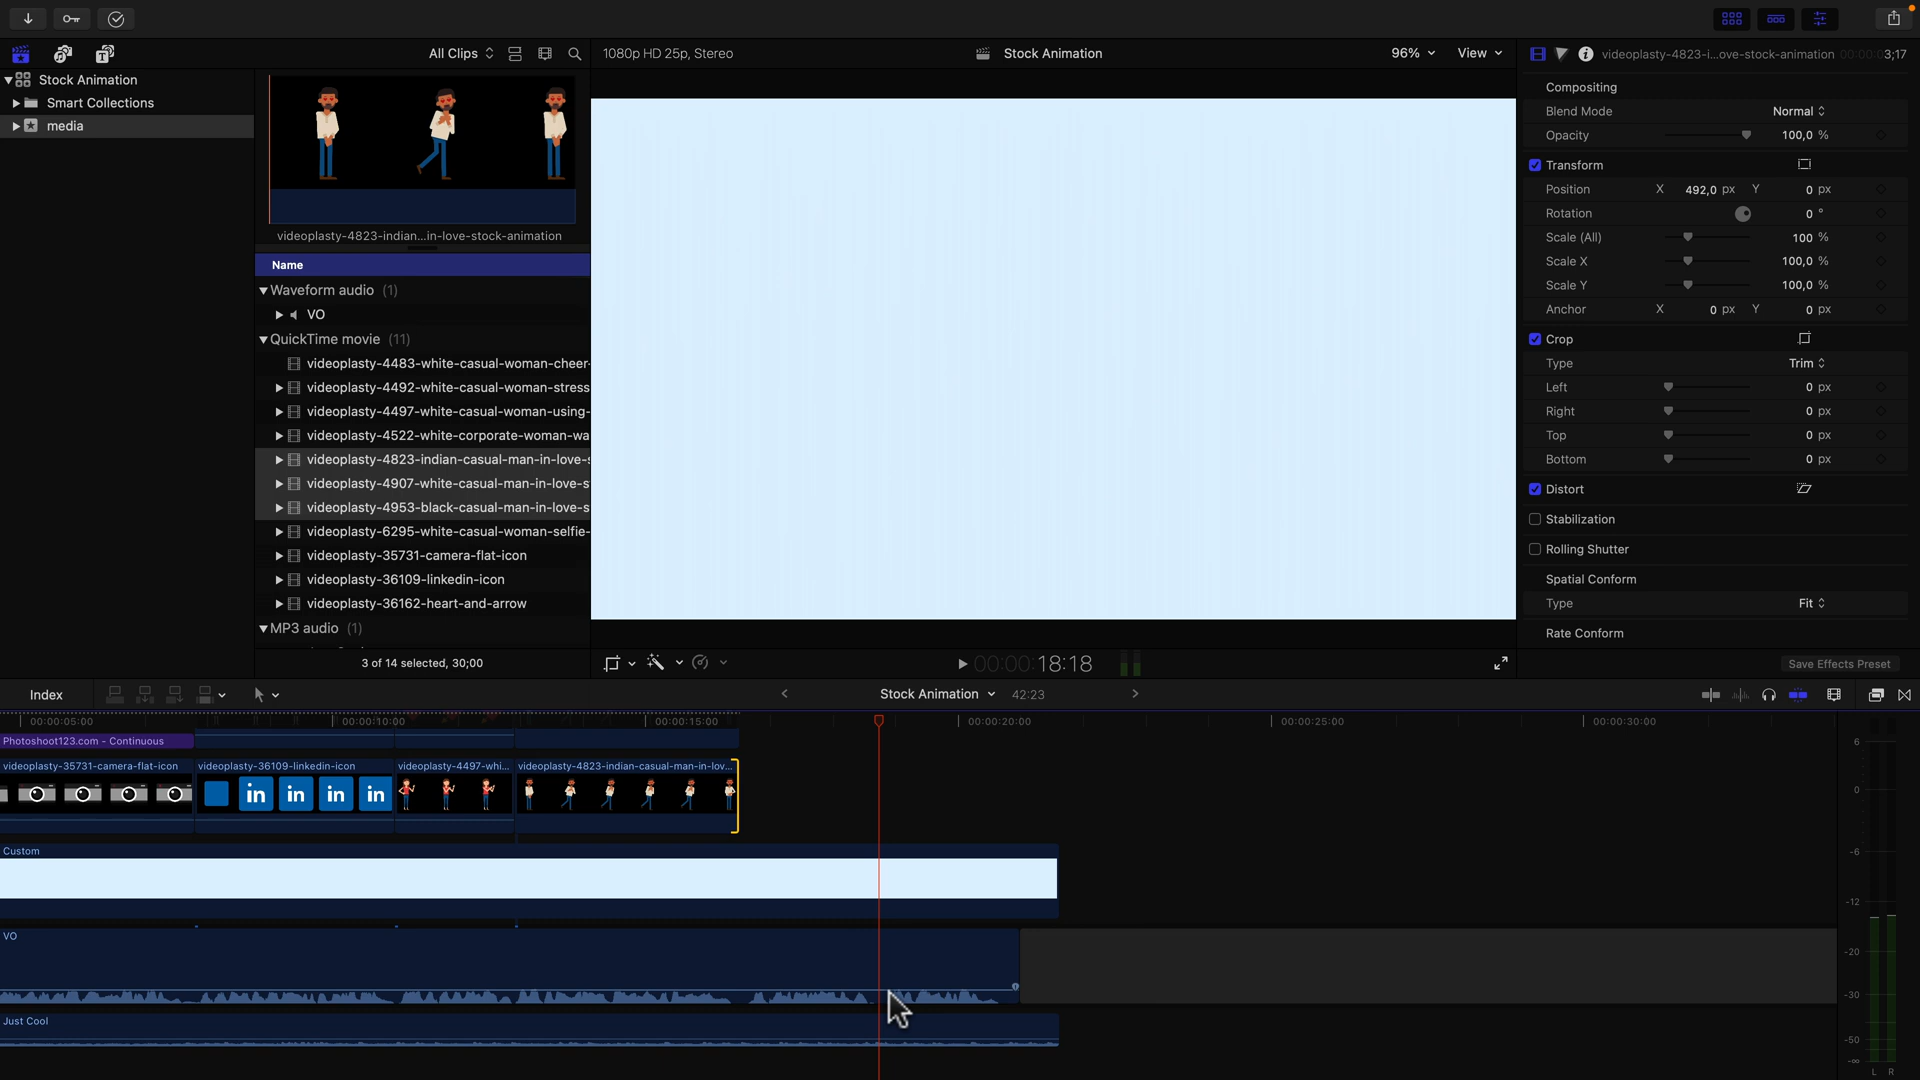 All Clips
1080p HD 25p, Stereo
Stock Animation
96%
View
videoplasty-4823-i...ove-stock-animation
00:00:03;17
Stock Animation
Smart Collections
media
videoplasty-4823-indian...in-love-stock-animation
Name
Waveform audio (1)
VO
QuickTime movie (11)
videoplasty-4483-white-casual-woman-cheer-
videoplasty-4492-white-casual-woman-stress
videoplasty-4497-white-casual-woman-using-
videoplasty-4522-white-corporate-woman-wa
videoplasty-4823-indian-casual-man-in-love-s
videoplasty-4907-white-casual-man-in-love-s
videoplasty-4953-black-casual-man-in-love-s
videoplasty-6295-white-casual-woman-selfie-
videoplasty-35731-camera-flat-icon
videoplasty-36109-linkedin-icon
videoplasty-36162-heart-and-arrow
MP3 audio (1)
3 of 14 selected, 30;00
Compositing
Blend Mode Normal
Opacity 100,0 %
Transform
Position X 492,0 px Y 0 px
Rotation 0 °
Scale (All) 100 %
Scale X 100,0 %
Scale Y 100,0 %
Anchor X 0 px Y 0 px
Crop
Type Trim
Left 0 px
Right 0 px
Top 0 px
Bottom 0 px
Distort
Stabilization
Rolling Shutter
Spatial Conform
Type Fit
Rate Conform
Save Effects Preset
00:00:18:18
Index
Stock Animation 42:23
00:00:05:00
00:00:10:00
00:00:15:00
00:00:20:00
00:00:25:00
00:00:30:00
Photoshoot123.com - Continuous
videoplasty-35731-camera-flat-icon
videoplasty-36109-linkedin-icon
videoplasty-4497-whi...
videoplasty-4823-indian-casual-man-in-lov...
in in in in
Custom
VO
Just Cool
6
0
-6
-12
-20
-30
-50
-∞
L R